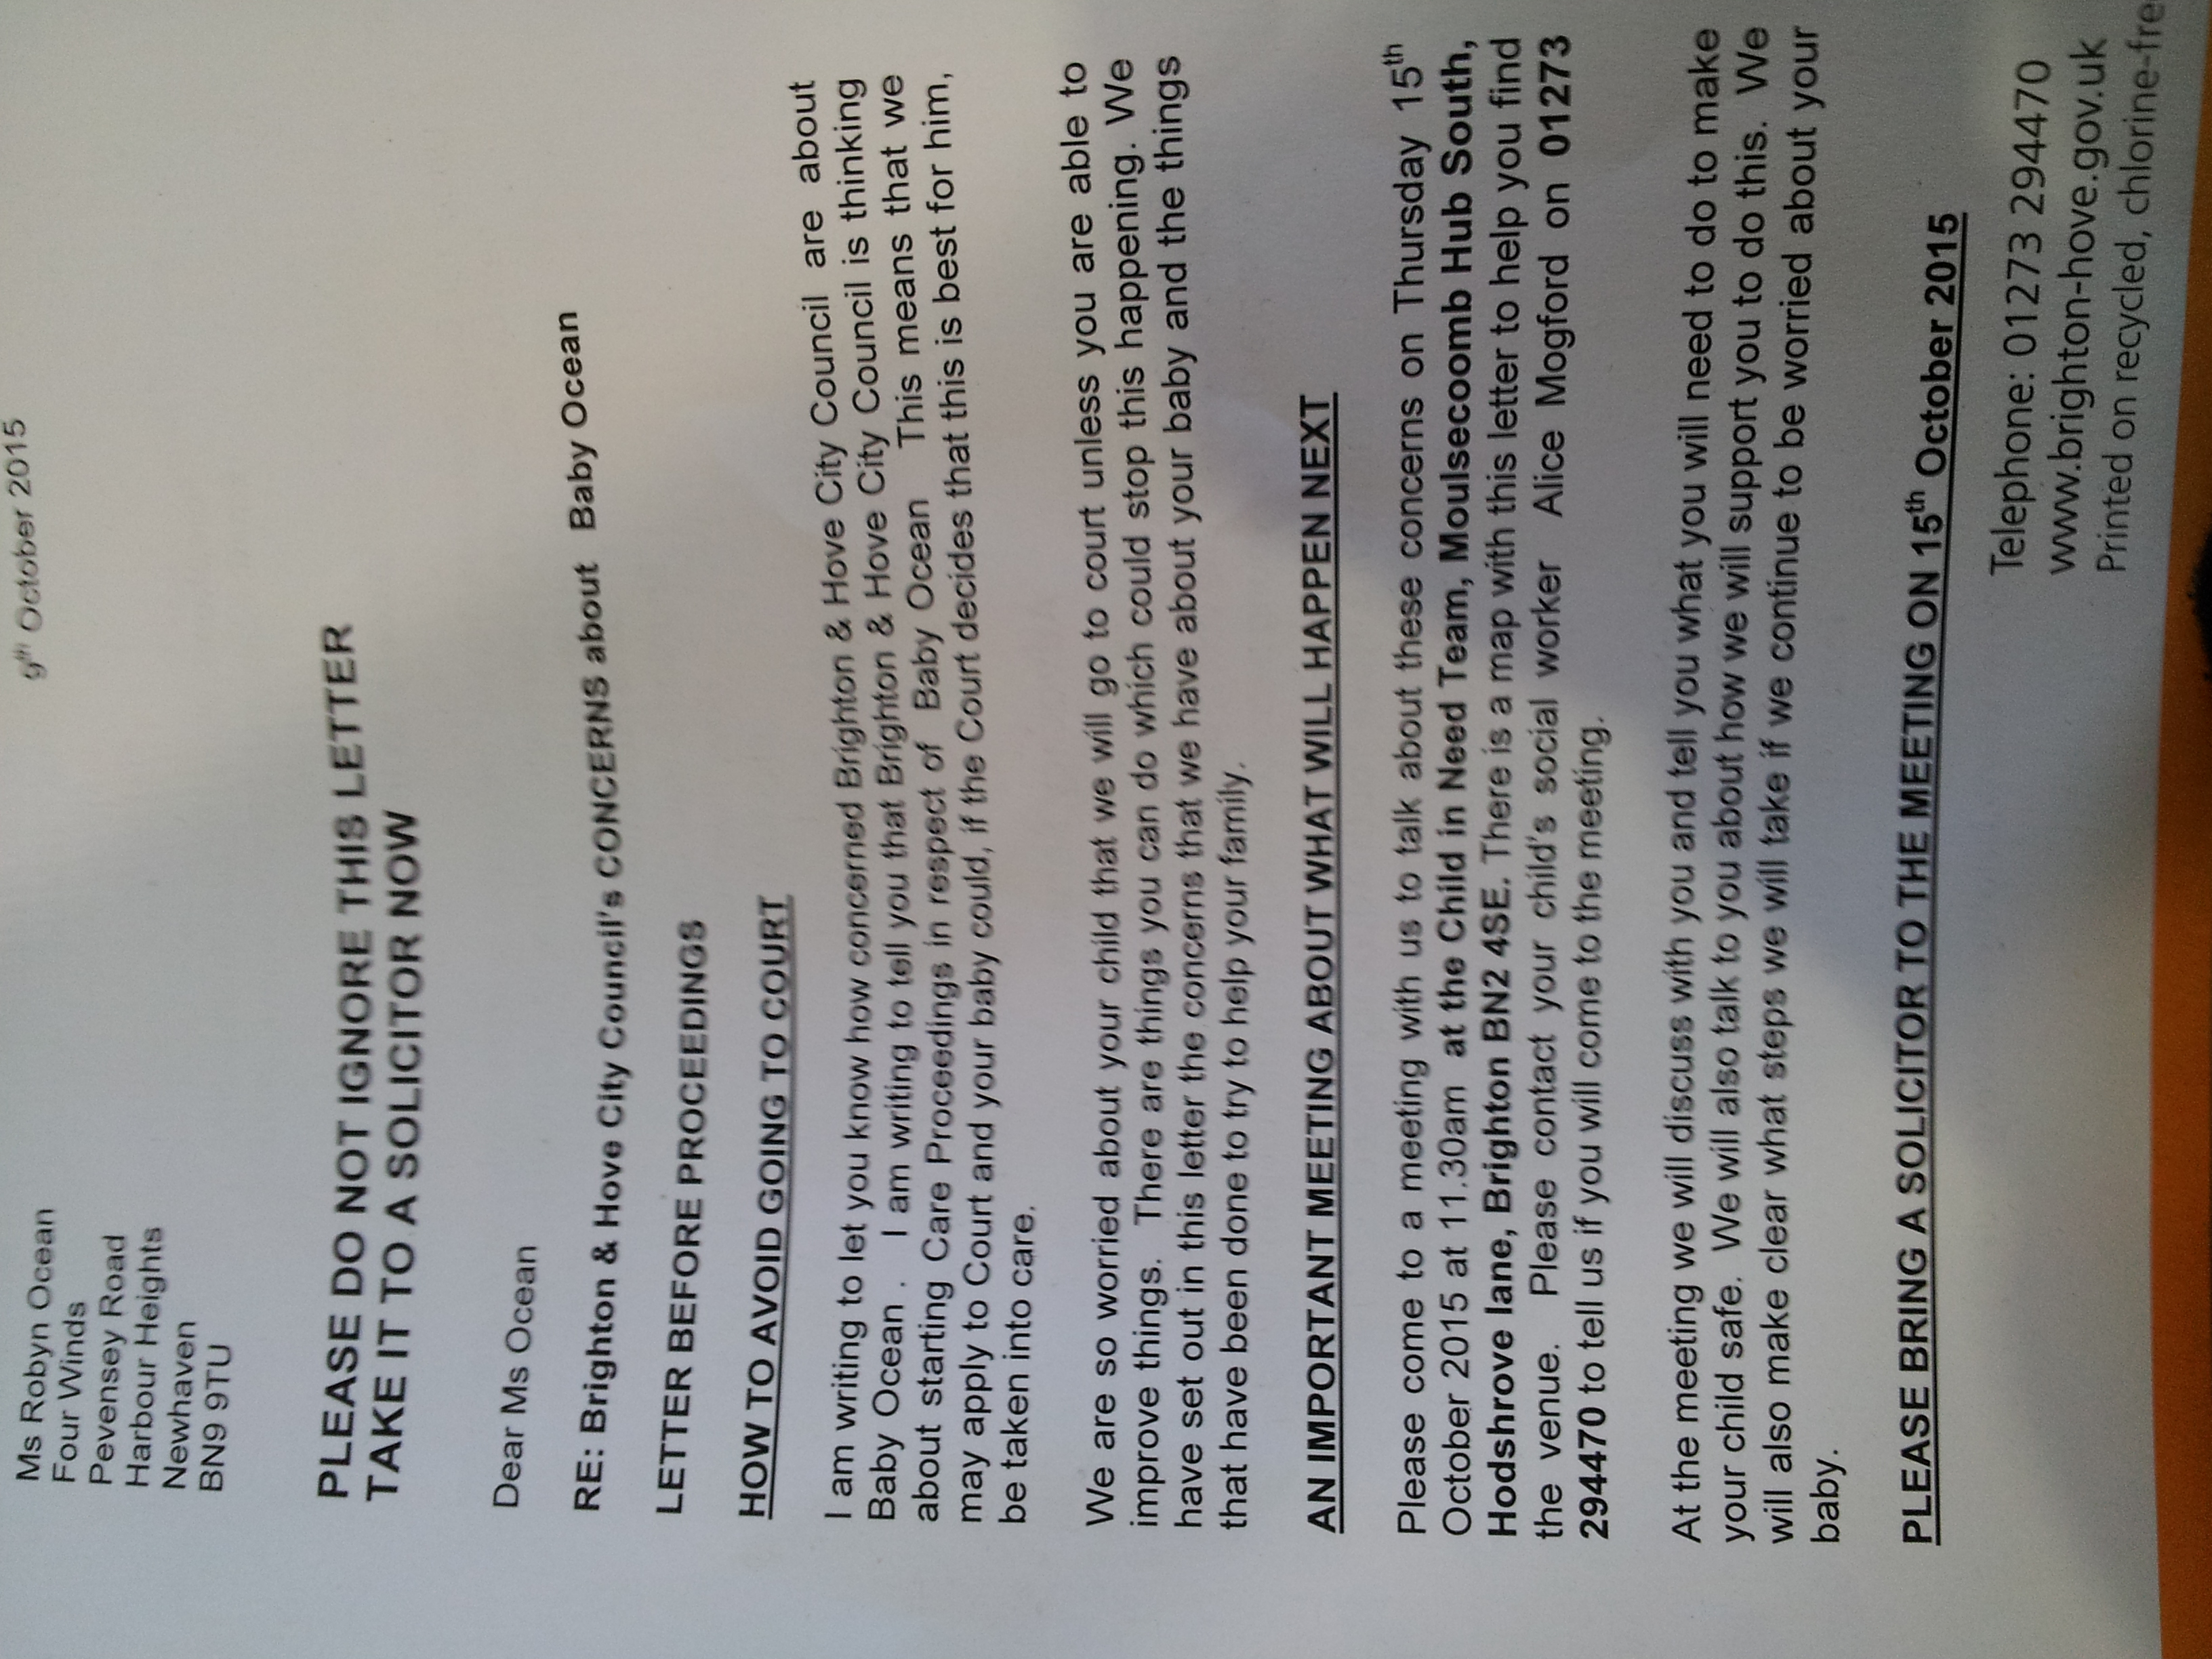 Ms Robyn Ocean
9th October 2015
Four Winds
Pevensey Road
Harbour Heights
Newhaven
BN9 9TU
PLEASE DO NOT IGNORE THIS LETTER
TAKE IT TO A SOLICITOR NOW
Dear Ms Ocean
RE: Brighton & Hove City Council's CONCERNS about Baby Ocean
LETTER BEFORE PROCEEDINGS
HOW TO AVOID GOING TO COURT
I am writing to let you know how concerned Brighton & Hove City Council are about
Baby Ocean . I am writing to tell you that Brighton & Hove City Council is thinking
about starting Care Proceedings in respect of Baby Ocean This means that we
may apply to Court and your baby could, if the Court decides that this is best for him,
be taken into care.
We are so worried about your child that we will go to court unless you are able to
improve things. There are things you can do which could stop this happening. We
have set out in this letter the concerns that we have about your baby and the things
that have been done to try to help your family.
AN IMPORTANT MEETING ABOUT WHAT WILL HAPPEN NEXT
Please come to a meeting with us to talk about these concerns on Thursday 15th
October 2015 at 11.30am at the Child in Need Team, Moulsecoomb Hub South,
Hodshrove lane, Brighton BN2 4SE. There is a map with this letter to help you find
the venue. Please contact your child's social worker Alice Mogford on 01273
294470 to tell us if you will come to the meeting.
At the meeting we will discuss with you and tell you what you will need to do to make
your child safe. We will also talk to you about how we will support you to do this. We
will also make clear what steps we will take if we continue to be worried about your
baby.
PLEASE BRING A SOLICITOR TO THE MEETING ON 15th October 2015
Telephone: 01273 294470
www.brighton-hove.gov.uk
Printed on recycled, chlorine-fre